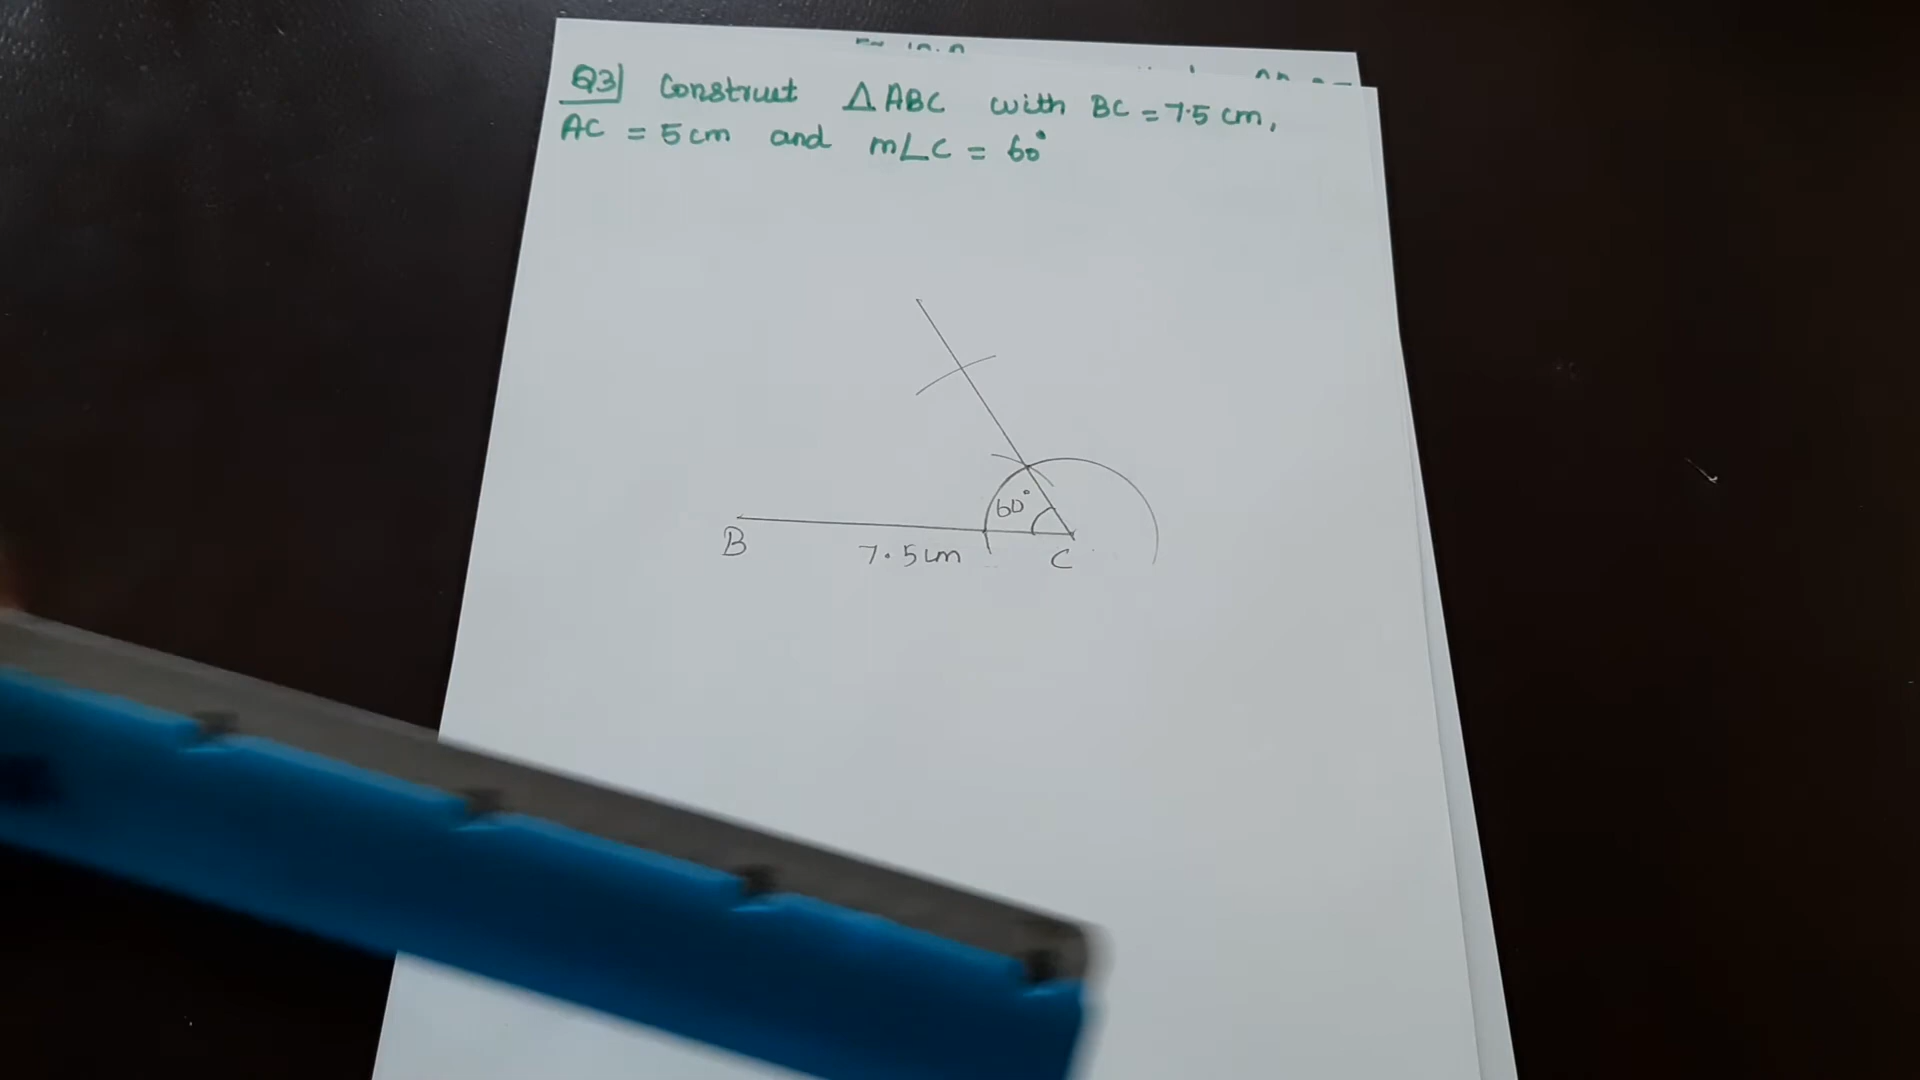 Q3] Construct △ABC with BC = 7.5 cm,
AC = 5 cm and m∠C = 60°
60°
B
7.5 cm
C